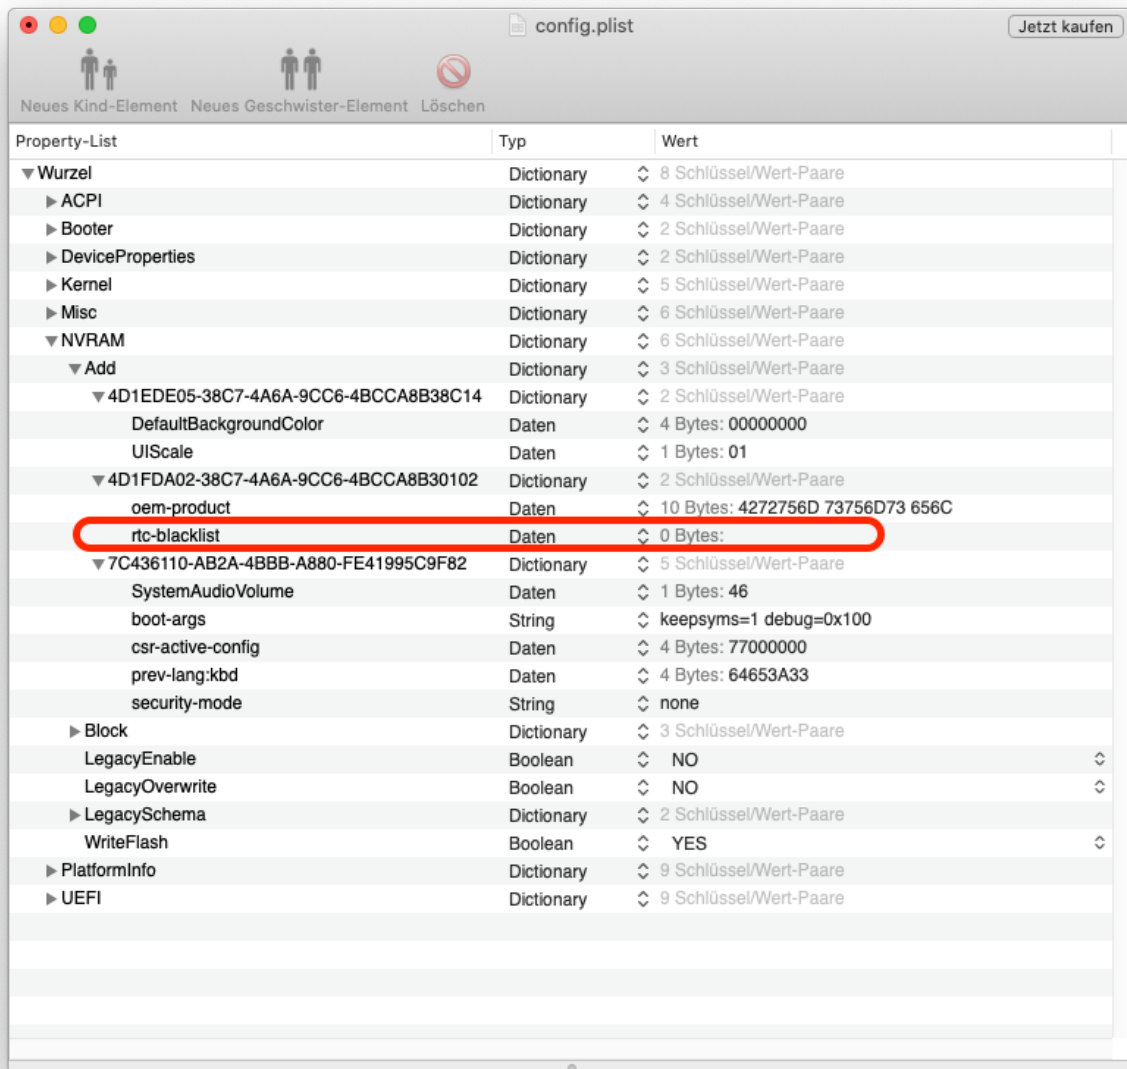 config.plist
Jetzt kaufen
Neues Kind-Element Neues Geschwister-Element Löschen
Property-List Typ Wert
Wurzel Dictionary 8 Schlüssel/Wert-Paare
ACPI Dictionary 4 Schlüssel/Wert-Paare
Booter Dictionary 2 Schlüssel/Wert-Paare
DeviceProperties Dictionary 2 Schlüssel/Wert-Paare
Kernel Dictionary 5 Schlüssel/Wert-Paare
Misc Dictionary 6 Schlüssel/Wert-Paare
NVRAM Dictionary 6 Schlüssel/Wert-Paare
Add Dictionary 3 Schlüssel/Wert-Paare
4D1EDE05-38C7-4A6A-9CC6-4BCCA8B38C14 Dictionary 2 Schlüssel/Wert-Paare
DefaultBackgroundColor Daten 4 Bytes: 00000000
UIScale Daten 1 Bytes: 01
4D1FDA02-38C7-4A6A-9CC6-4BCCA8B30102 Dictionary 2 Schlüssel/Wert-Paare
oem-product Daten 10 Bytes: 4272756D 73756D73 656C
rtc-blacklist Daten 0 Bytes:
7C436110-AB2A-4BBB-A880-FE41995C9F82 Dictionary 5 Schlüssel/Wert-Paare
SystemAudioVolume Daten 1 Bytes: 46
boot-args String keepsyms=1 debug=0x100
csr-active-config Daten 4 Bytes: 77000000
prev-lang:kbd Daten 4 Bytes: 64653A33
security-mode String none
Block Dictionary 3 Schlüssel/Wert-Paare
LegacyEnable Boolean NO
LegacyOverwrite Boolean NO
LegacySchema Dictionary 2 Schlüssel/Wert-Paare
WriteFlash Boolean YES
PlatformInfo Dictionary 9 Schlüssel/Wert-Paare
UEFI Dictionary 9 Schlüssel/Wert-Paare